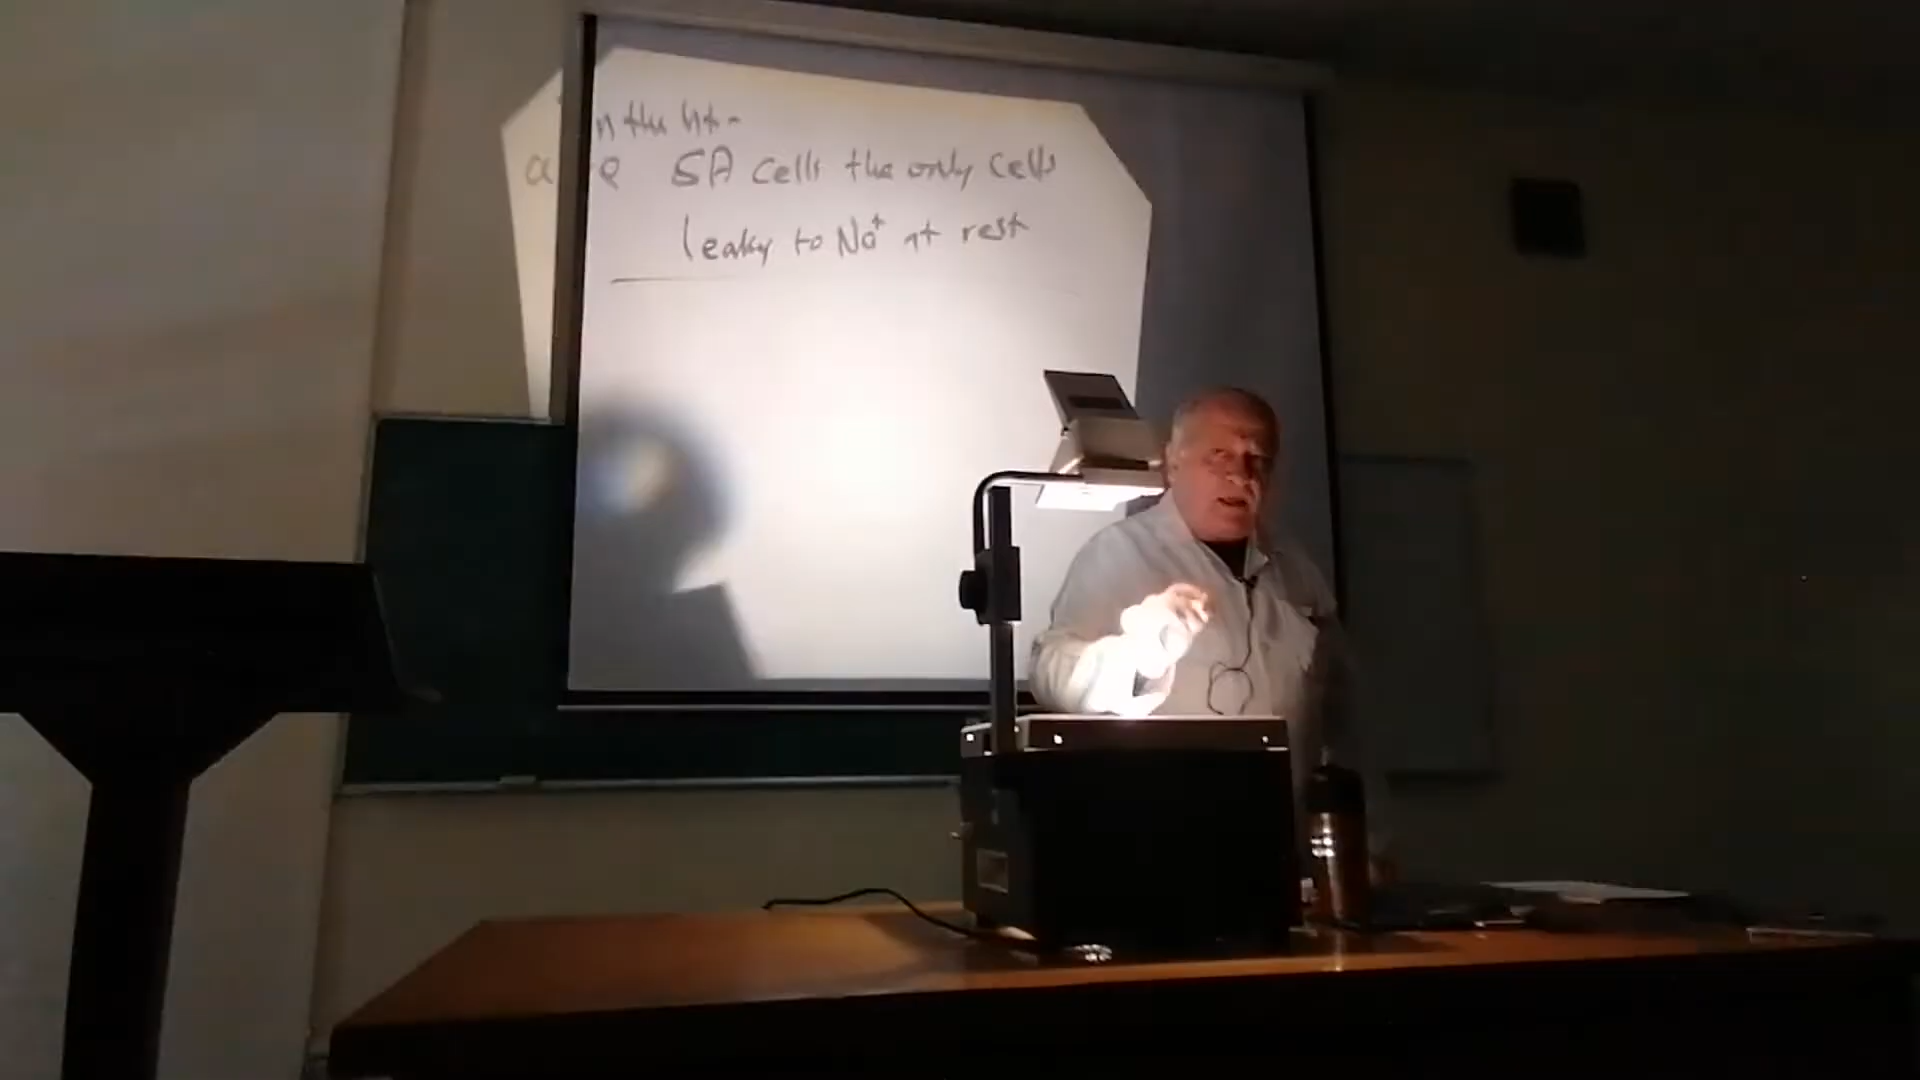 n the ht -
are SA cells the only cells
leaky to Na⁺ at rest